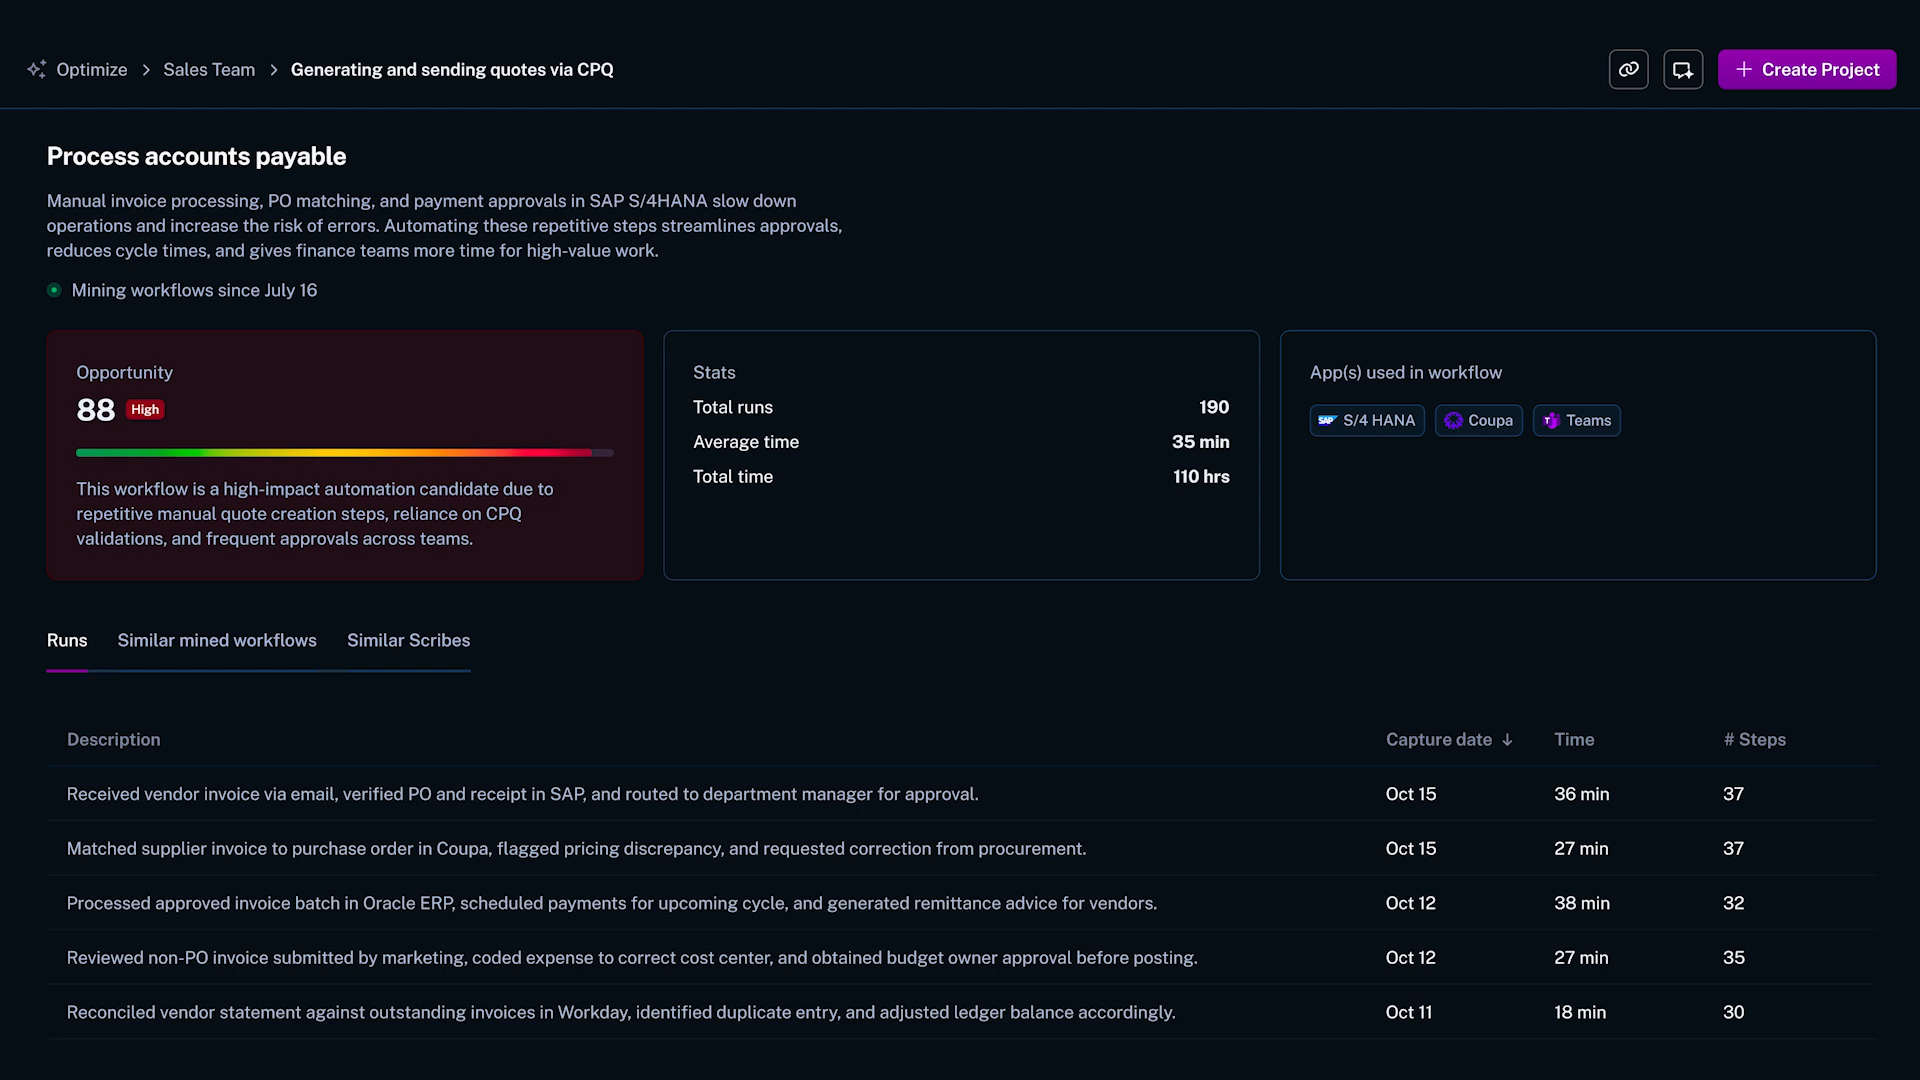 Optimize > Sales Team > Generating and sending quotes via CPQ
+ Create Project
Process accounts payable
Manual invoice processing, PO matching, and payment approvals in SAP S/4HANA slow down
operations and increase the risk of errors. Automating these repetitive steps streamlines approvals,
reduces cycle times, and gives finance teams more time for high-value work.
Mining workflows since July 16
Opportunity
88 High
This workflow is a high-impact automation candidate due to
repetitive manual quote creation steps, reliance on CPQ
validations, and frequent approvals across teams.
Stats
Total runs 190
Average time 35 min
Total time 110 hrs
App(s) used in workflow
SAP S/4 HANA Coupa T Teams
Runs Similar mined workflows Similar Scribes
Description Capture date ↓ Time # Steps
Received vendor invoice via email, verified PO and receipt in SAP, and routed to department manager for approval. Oct 15 36 min 37
Matched supplier invoice to purchase order in Coupa, flagged pricing discrepancy, and requested correction from procurement. Oct 15 27 min 37
Processed approved invoice batch in Oracle ERP, scheduled payments for upcoming cycle, and generated remittance advice for vendors. Oct 12 38 min 32
Reviewed non-PO invoice submitted by marketing, coded expense to correct cost center, and obtained budget owner approval before posting. Oct 12 27 min 35
Reconciled vendor statement against outstanding invoices in Workday, identified duplicate entry, and adjusted ledger balance accordingly. Oct 11 18 min 30